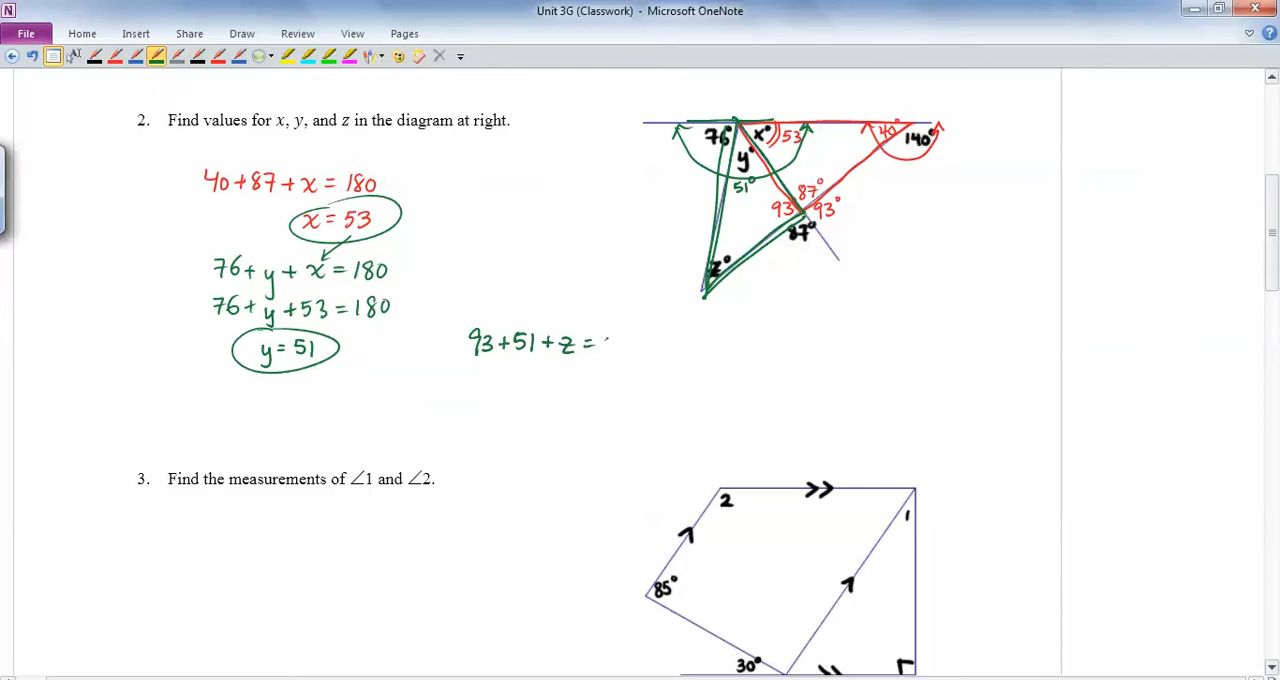 Unit 3G (Classwork) - Microsoft OneNote
File Home Insert Share Draw Review View Pages
2. Find values for x, y, and z in the diagram at right.
76° x° 53 40° 140°
y°
51°
87°
93 93°
87°
z°
40+87+x=180
x=53
76+y+x=180
76+y+53=180
y=51
93+51+z=
3. Find the measurements of ∠1 and ∠2.
2
1
85°
30°